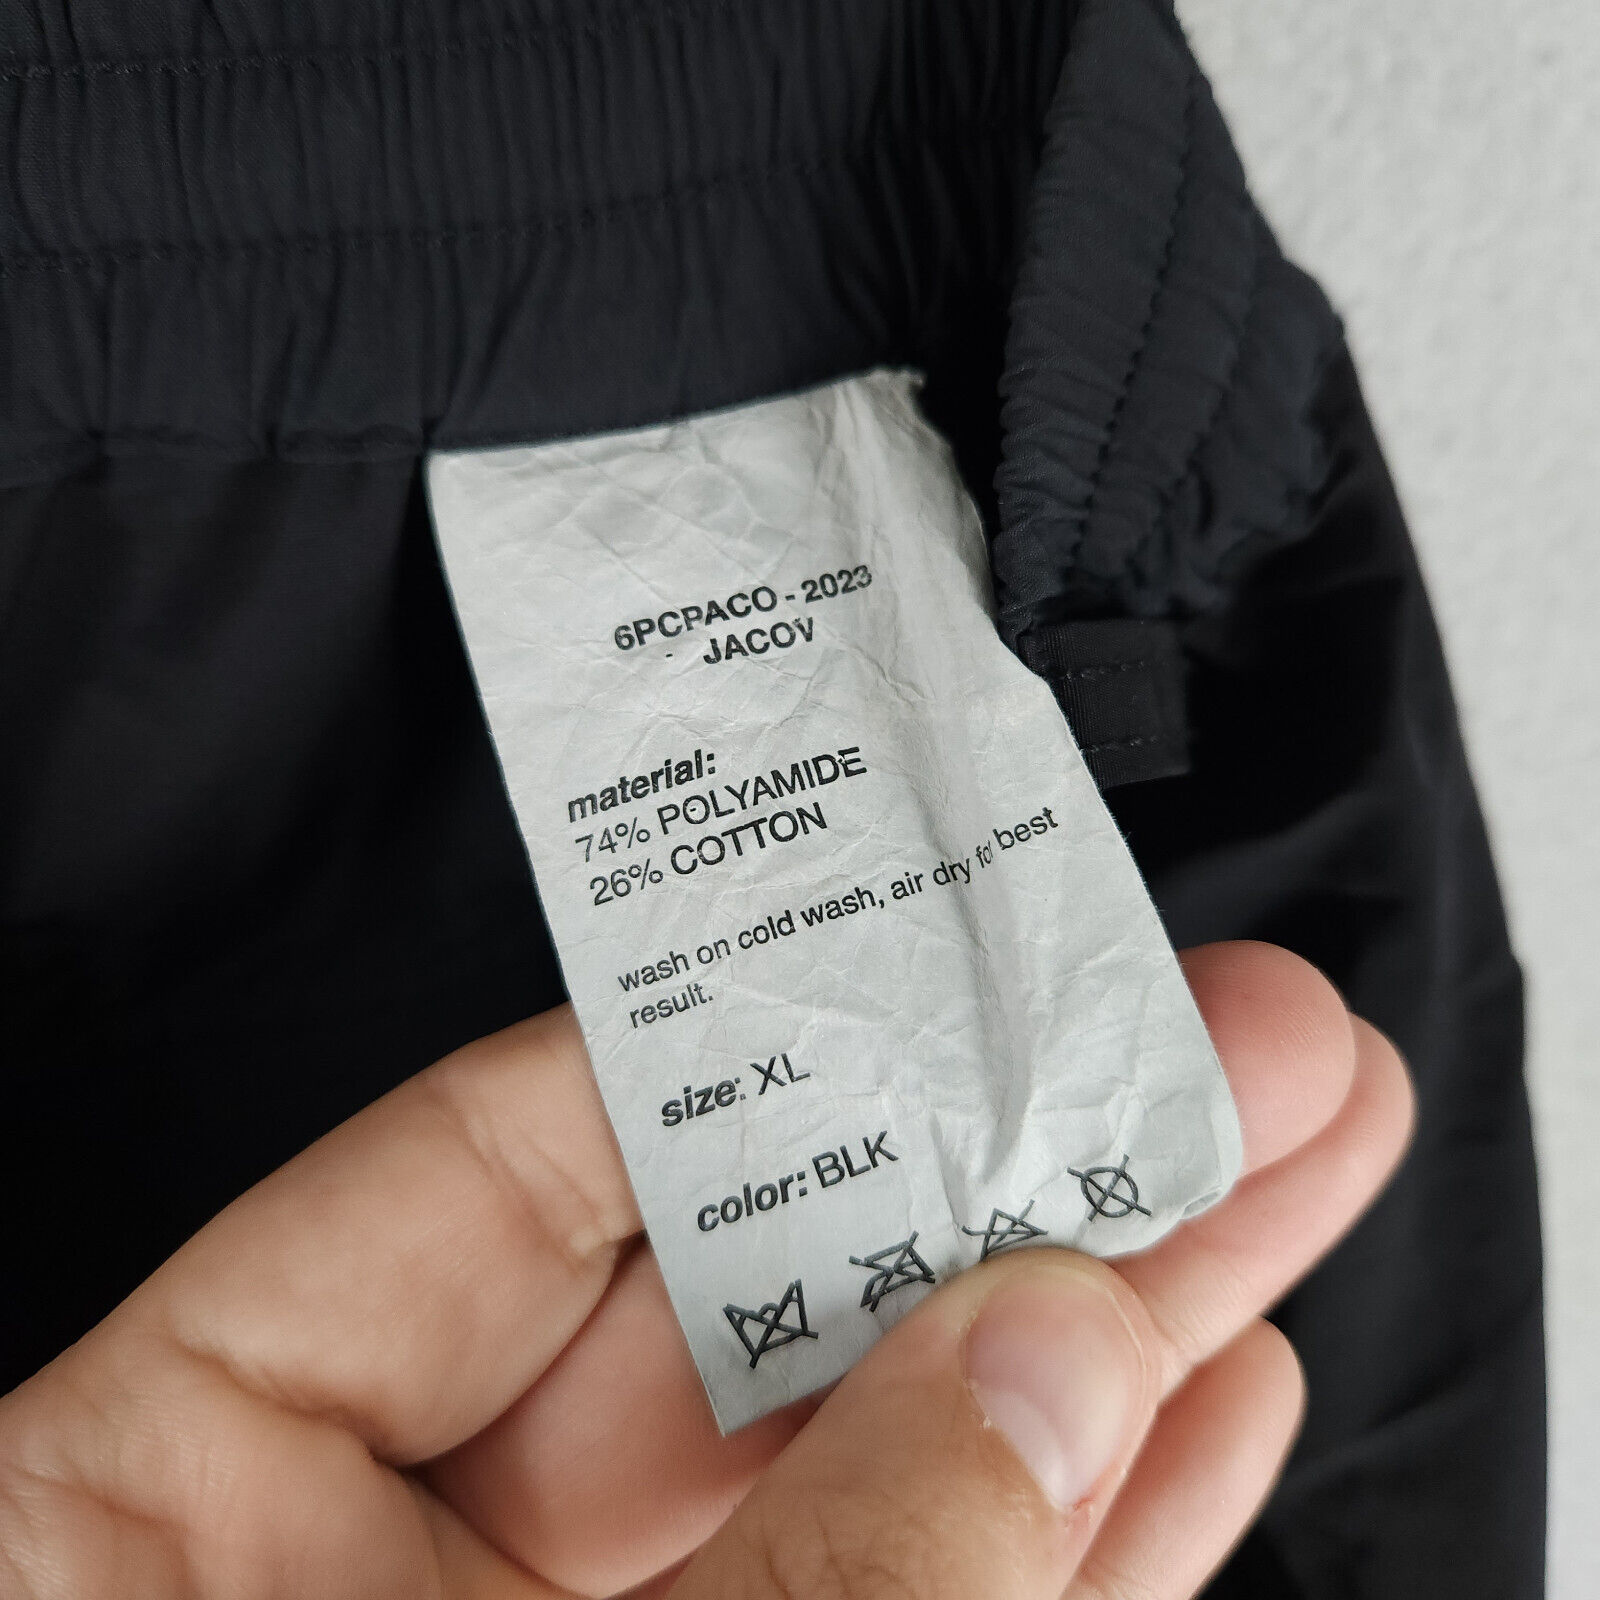 6PCPACO - 2023
- JACOV
material:
74% POLYAMIDE
26% COTTON
wash on cold wash, air dry for best
result.
size: XL
color: BLK